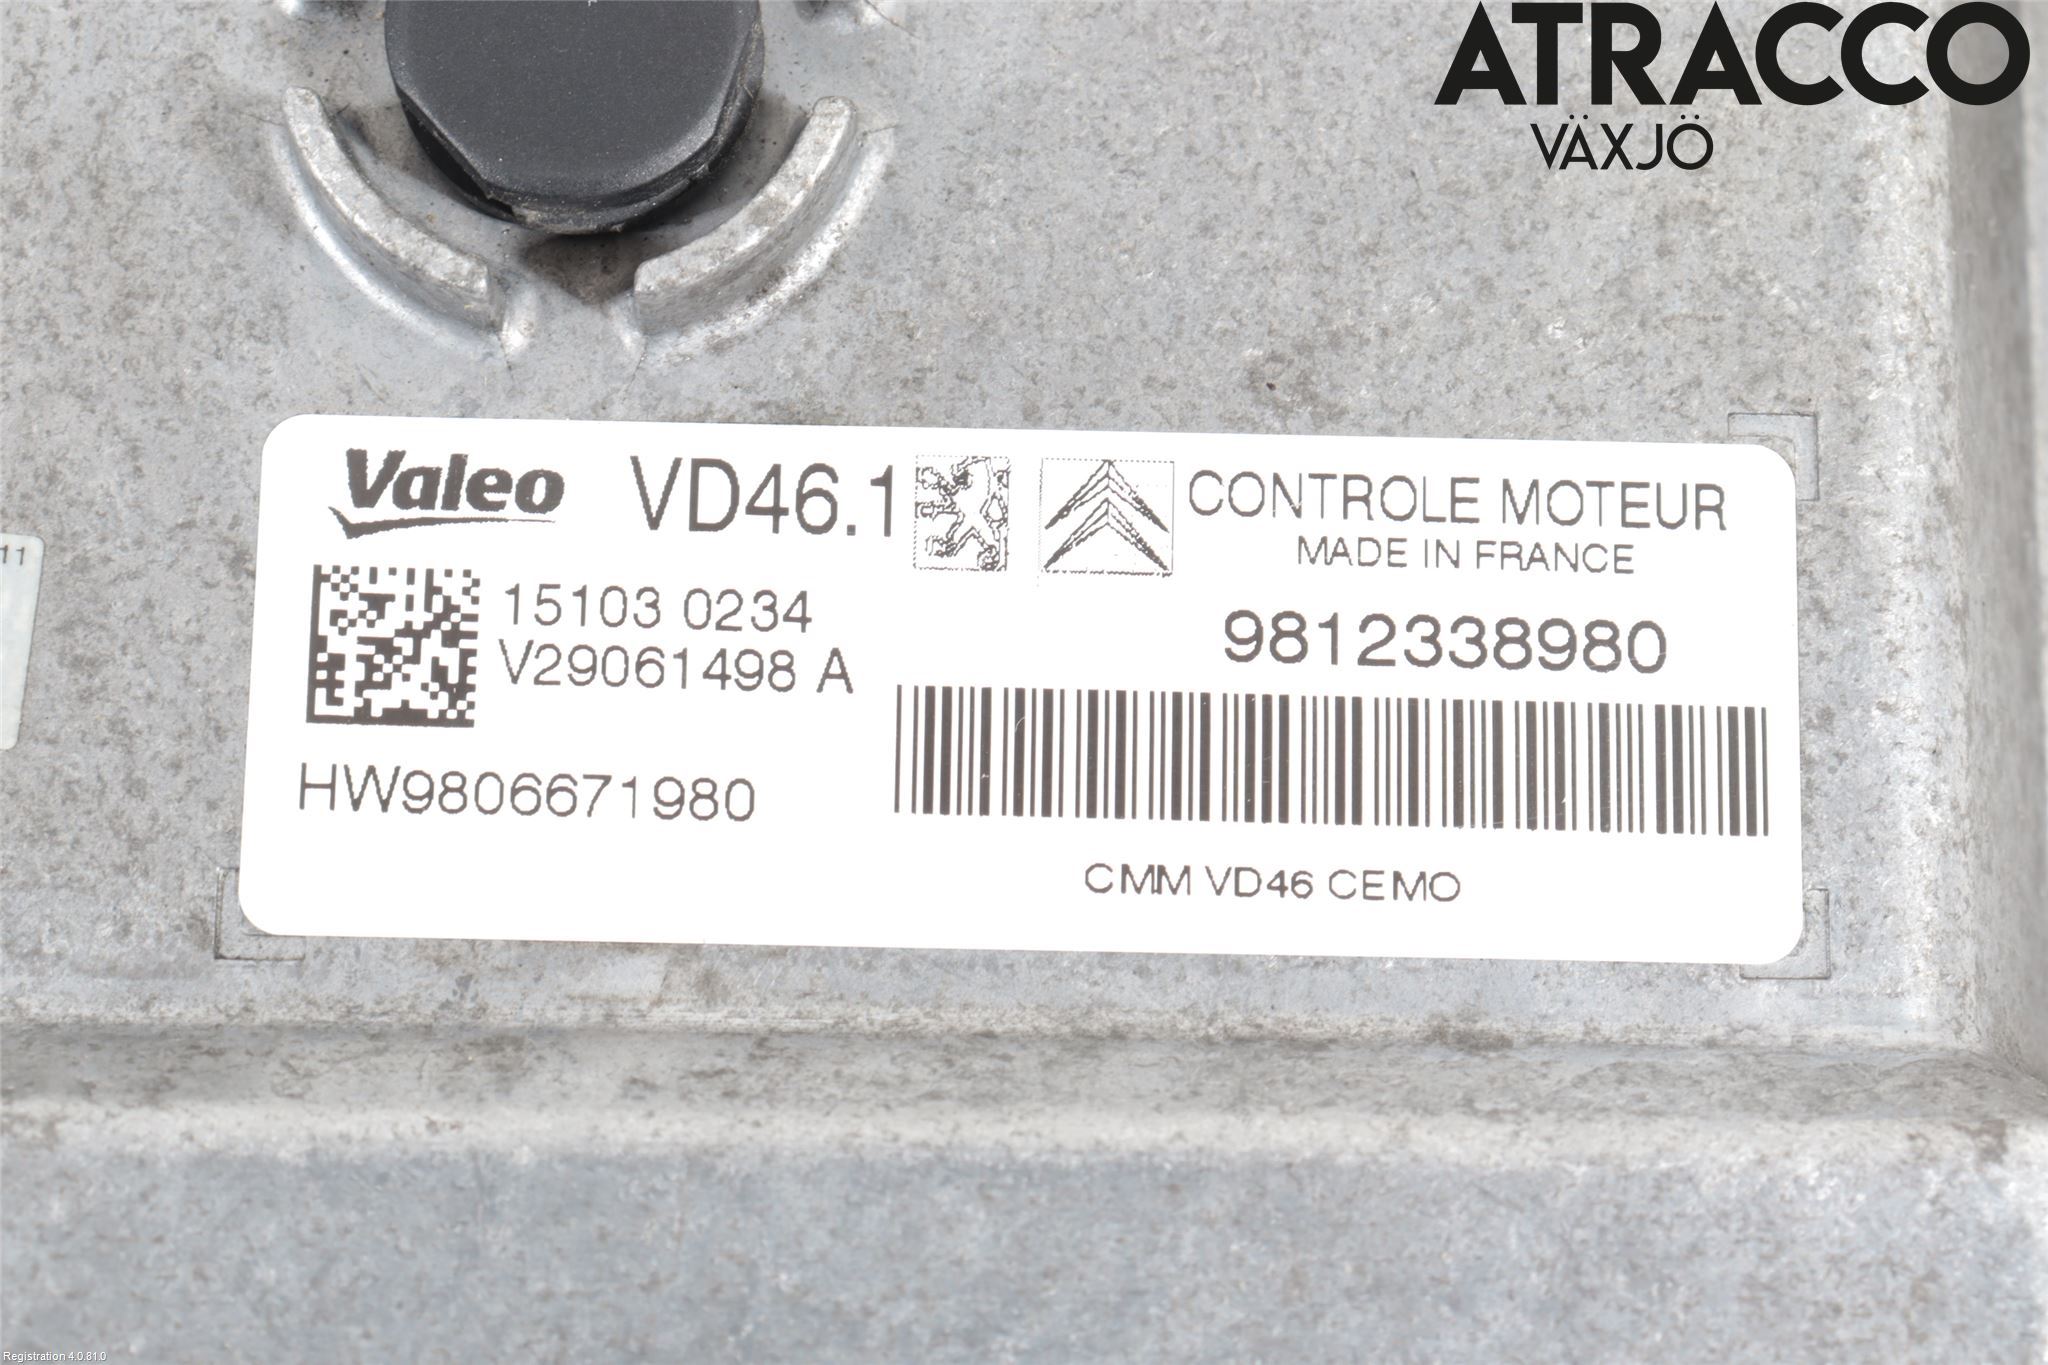 ATRACCO
VÄXJÖ
Valeo VD46.1 CONTROLE MOTEUR
MADE IN FRANCE
15103 0234
V29061498 A
9812338980
HW9806671980
CMM VD46 CEMO
11
Registration 4.0.81.0